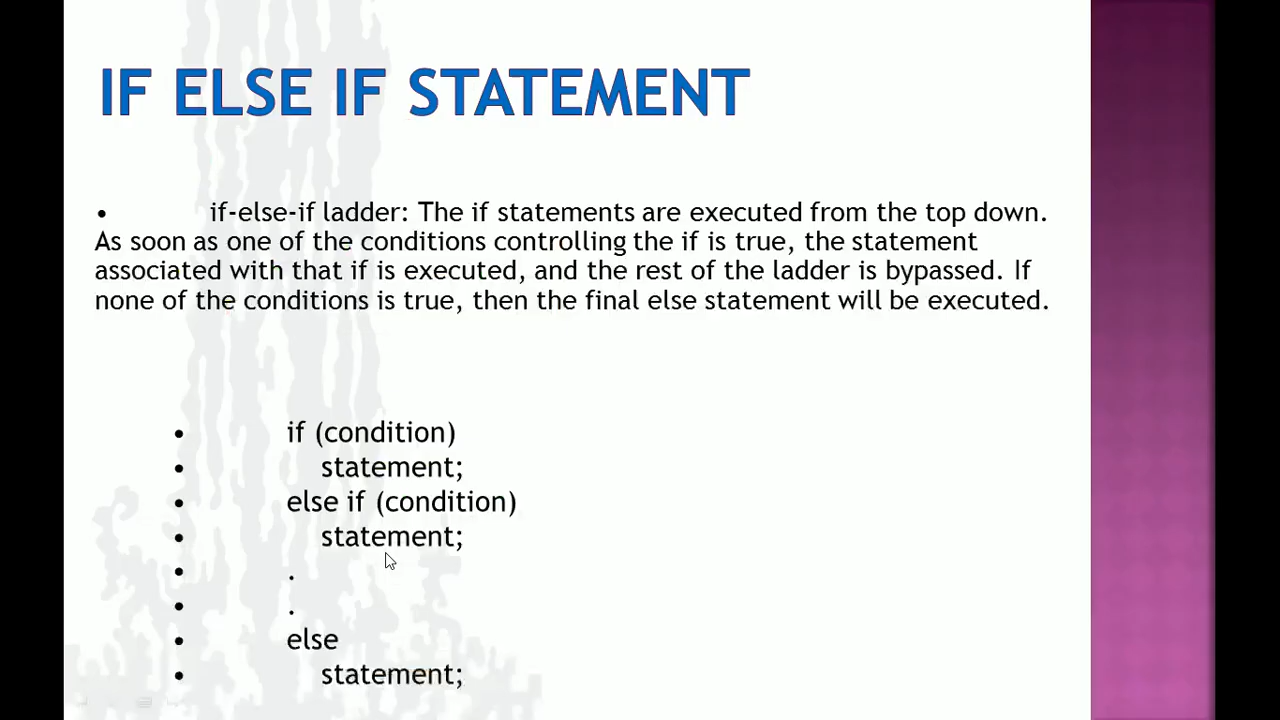 IF ELSE IF STATEMENT
• if-else-if ladder: The if statements are executed from the top down.
As soon as one of the conditions controlling the if is true, the statement
associated with that if is executed, and the rest of the ladder is bypassed. If
none of the conditions is true, then the final else statement will be executed.
• if (condition)
• statement;
• else if (condition)
• statement;
• .
• .
• else
• statement;